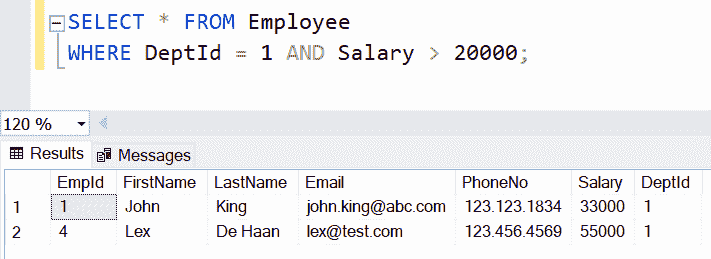 SELECT * FROM Employee
WHERE DeptId = 1 AND Salary > 20000;
120 %
Results Messages
EmpId FirstName LastName Email PhoneNo Salary DeptId
1 1 John King john.king@abc.com 123.123.1834 33000 1
2 4 Lex De Haan lex@test.com 123.456.4569 55000 1